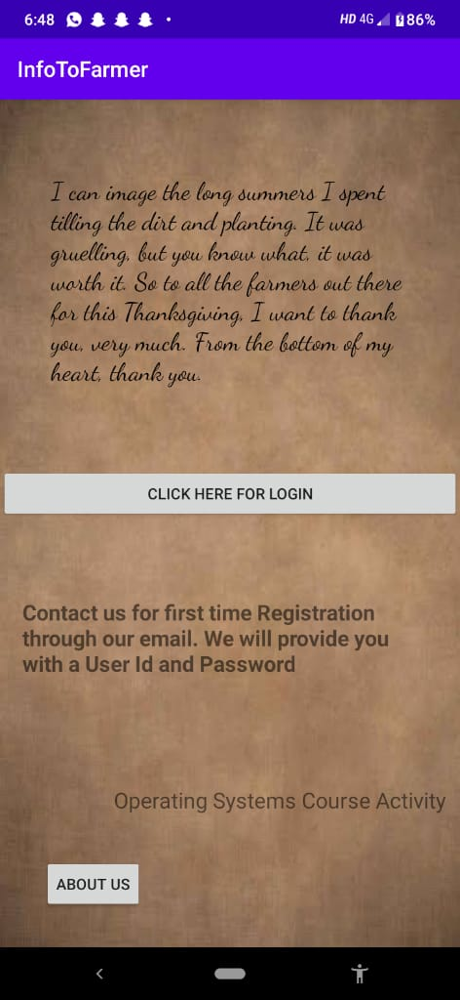 6:48
HD 4G 86%
InfoToFarmer
I can image the long summers I spent
tilling the dirt and planting. It was
gruelling, but you know what, it was
worth it. So to all the farmers out there
for this Thanksgiving, I want to thank
you, very much. From the bottom of my
heart, thank you.
CLICK HERE FOR LOGIN
Contact us for first time Registration
through our email. We will provide you
with a User Id and Password
Operating Systems Course Activity
ABOUT US